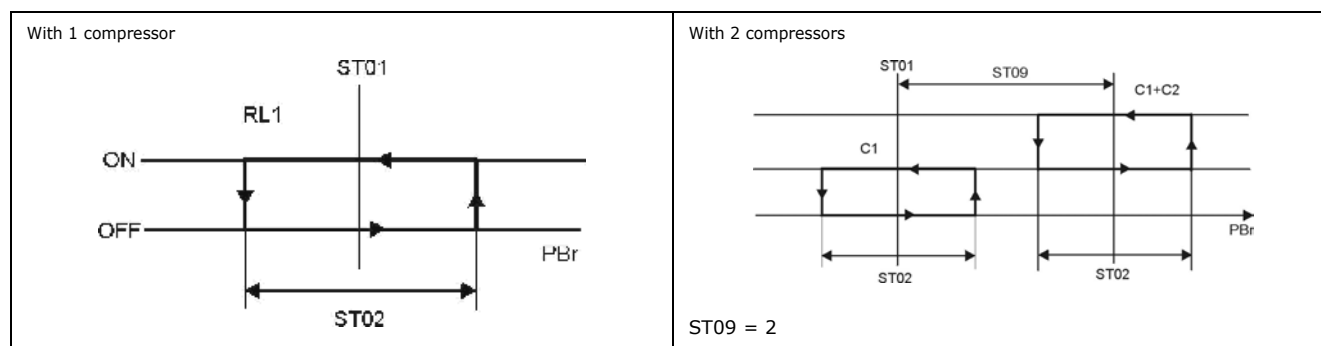 With 1 compressor
ST01
RL1
ON
OFF
PBr
ST02
With 2 compressors
ST01
ST09
C1+C2
C1
PBr
ST02
ST02
ST09 = 2